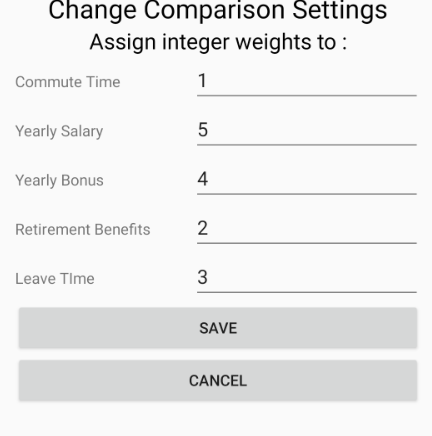 Change Comparison Settings
Assign integer weights to :
Commute Time 1
Yearly Salary 5
Yearly Bonus 4
Retirement Benefits 2
Leave TIme 3
SAVE
CANCEL